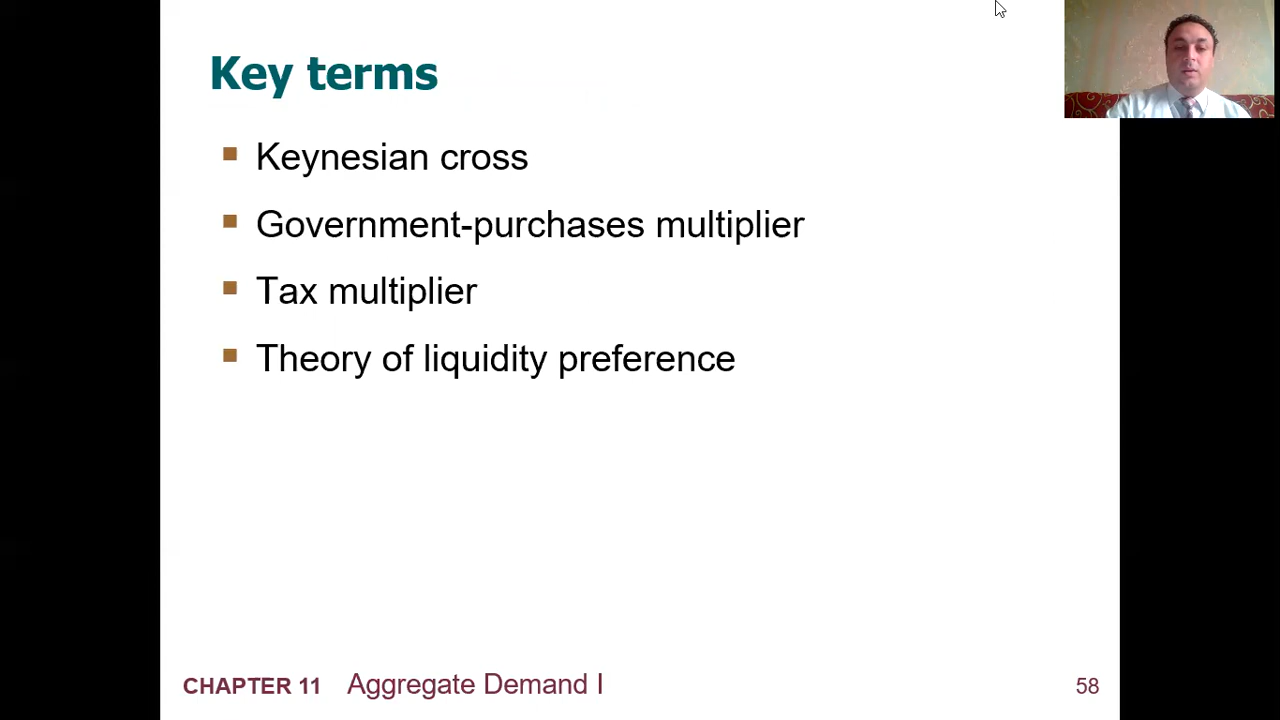 Key terms
Keynesian cross
Government-purchases multiplier
Tax multiplier
Theory of liquidity preference
CHAPTER 11 Aggregate Demand I 58